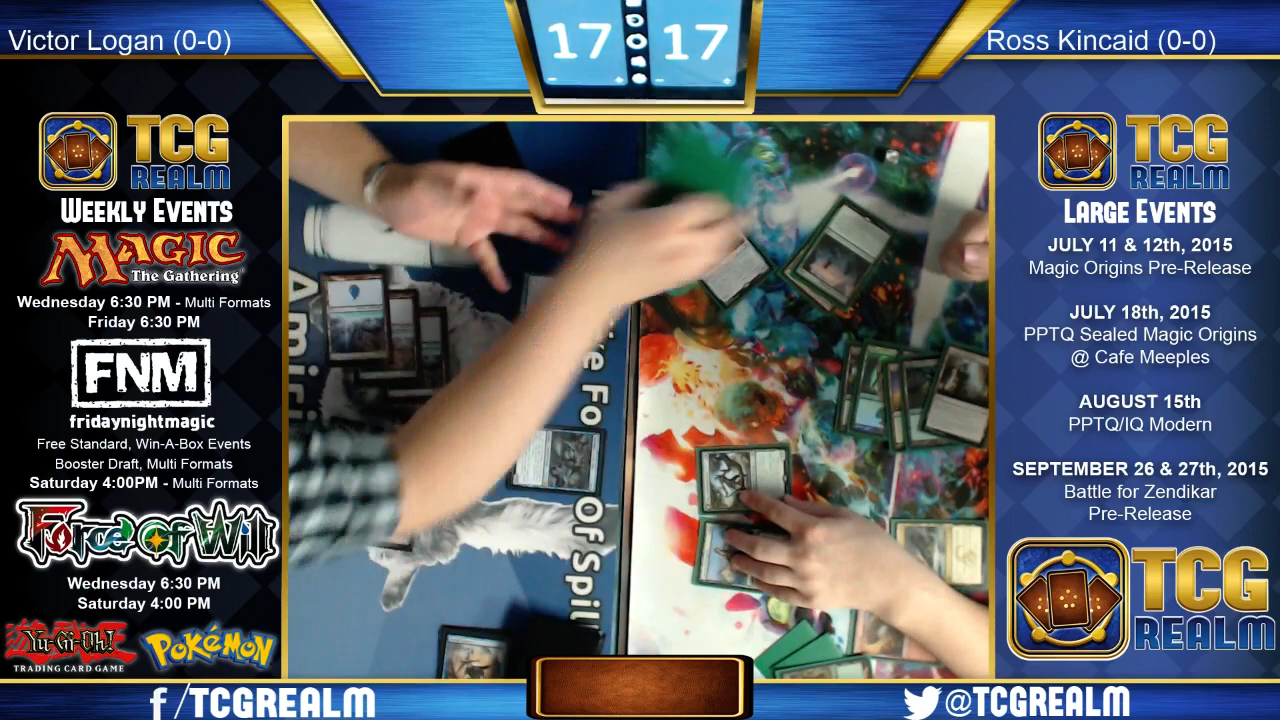 Victor Logan (0-0)
17 17
Ross Kincaid (0-0)
TCG
REALM
WEEKLY EVENTS
MAGIC
The Gathering
Wednesday 6:30 PM - Multi Formats
Friday 6:30 PM
FNM
fridaynightmagic
Free Standard, Win-A-Box Events
Booster Draft, Multi Formats
Saturday 4:00PM - Multi Formats
Force of Will
Wednesday 6:30 PM
Saturday 4:00 PM
Yu-Gi-Oh!
TRADING CARD GAME
POKéMON
Of Spi
TCG
REALM
LARGE EVENTS
JULY 11 & 12th, 2015
Magic Origins Pre-Release
JULY 18th, 2015
PPTQ Sealed Magic Origins
@ Cafe Meeples
AUGUST 15th
PPTQ/IQ Modern
SEPTEMBER 26 & 27th, 2015
Battle for Zendikar
Pre-Release
TCG
REALM
f /TCGREALM
@TCGREALM